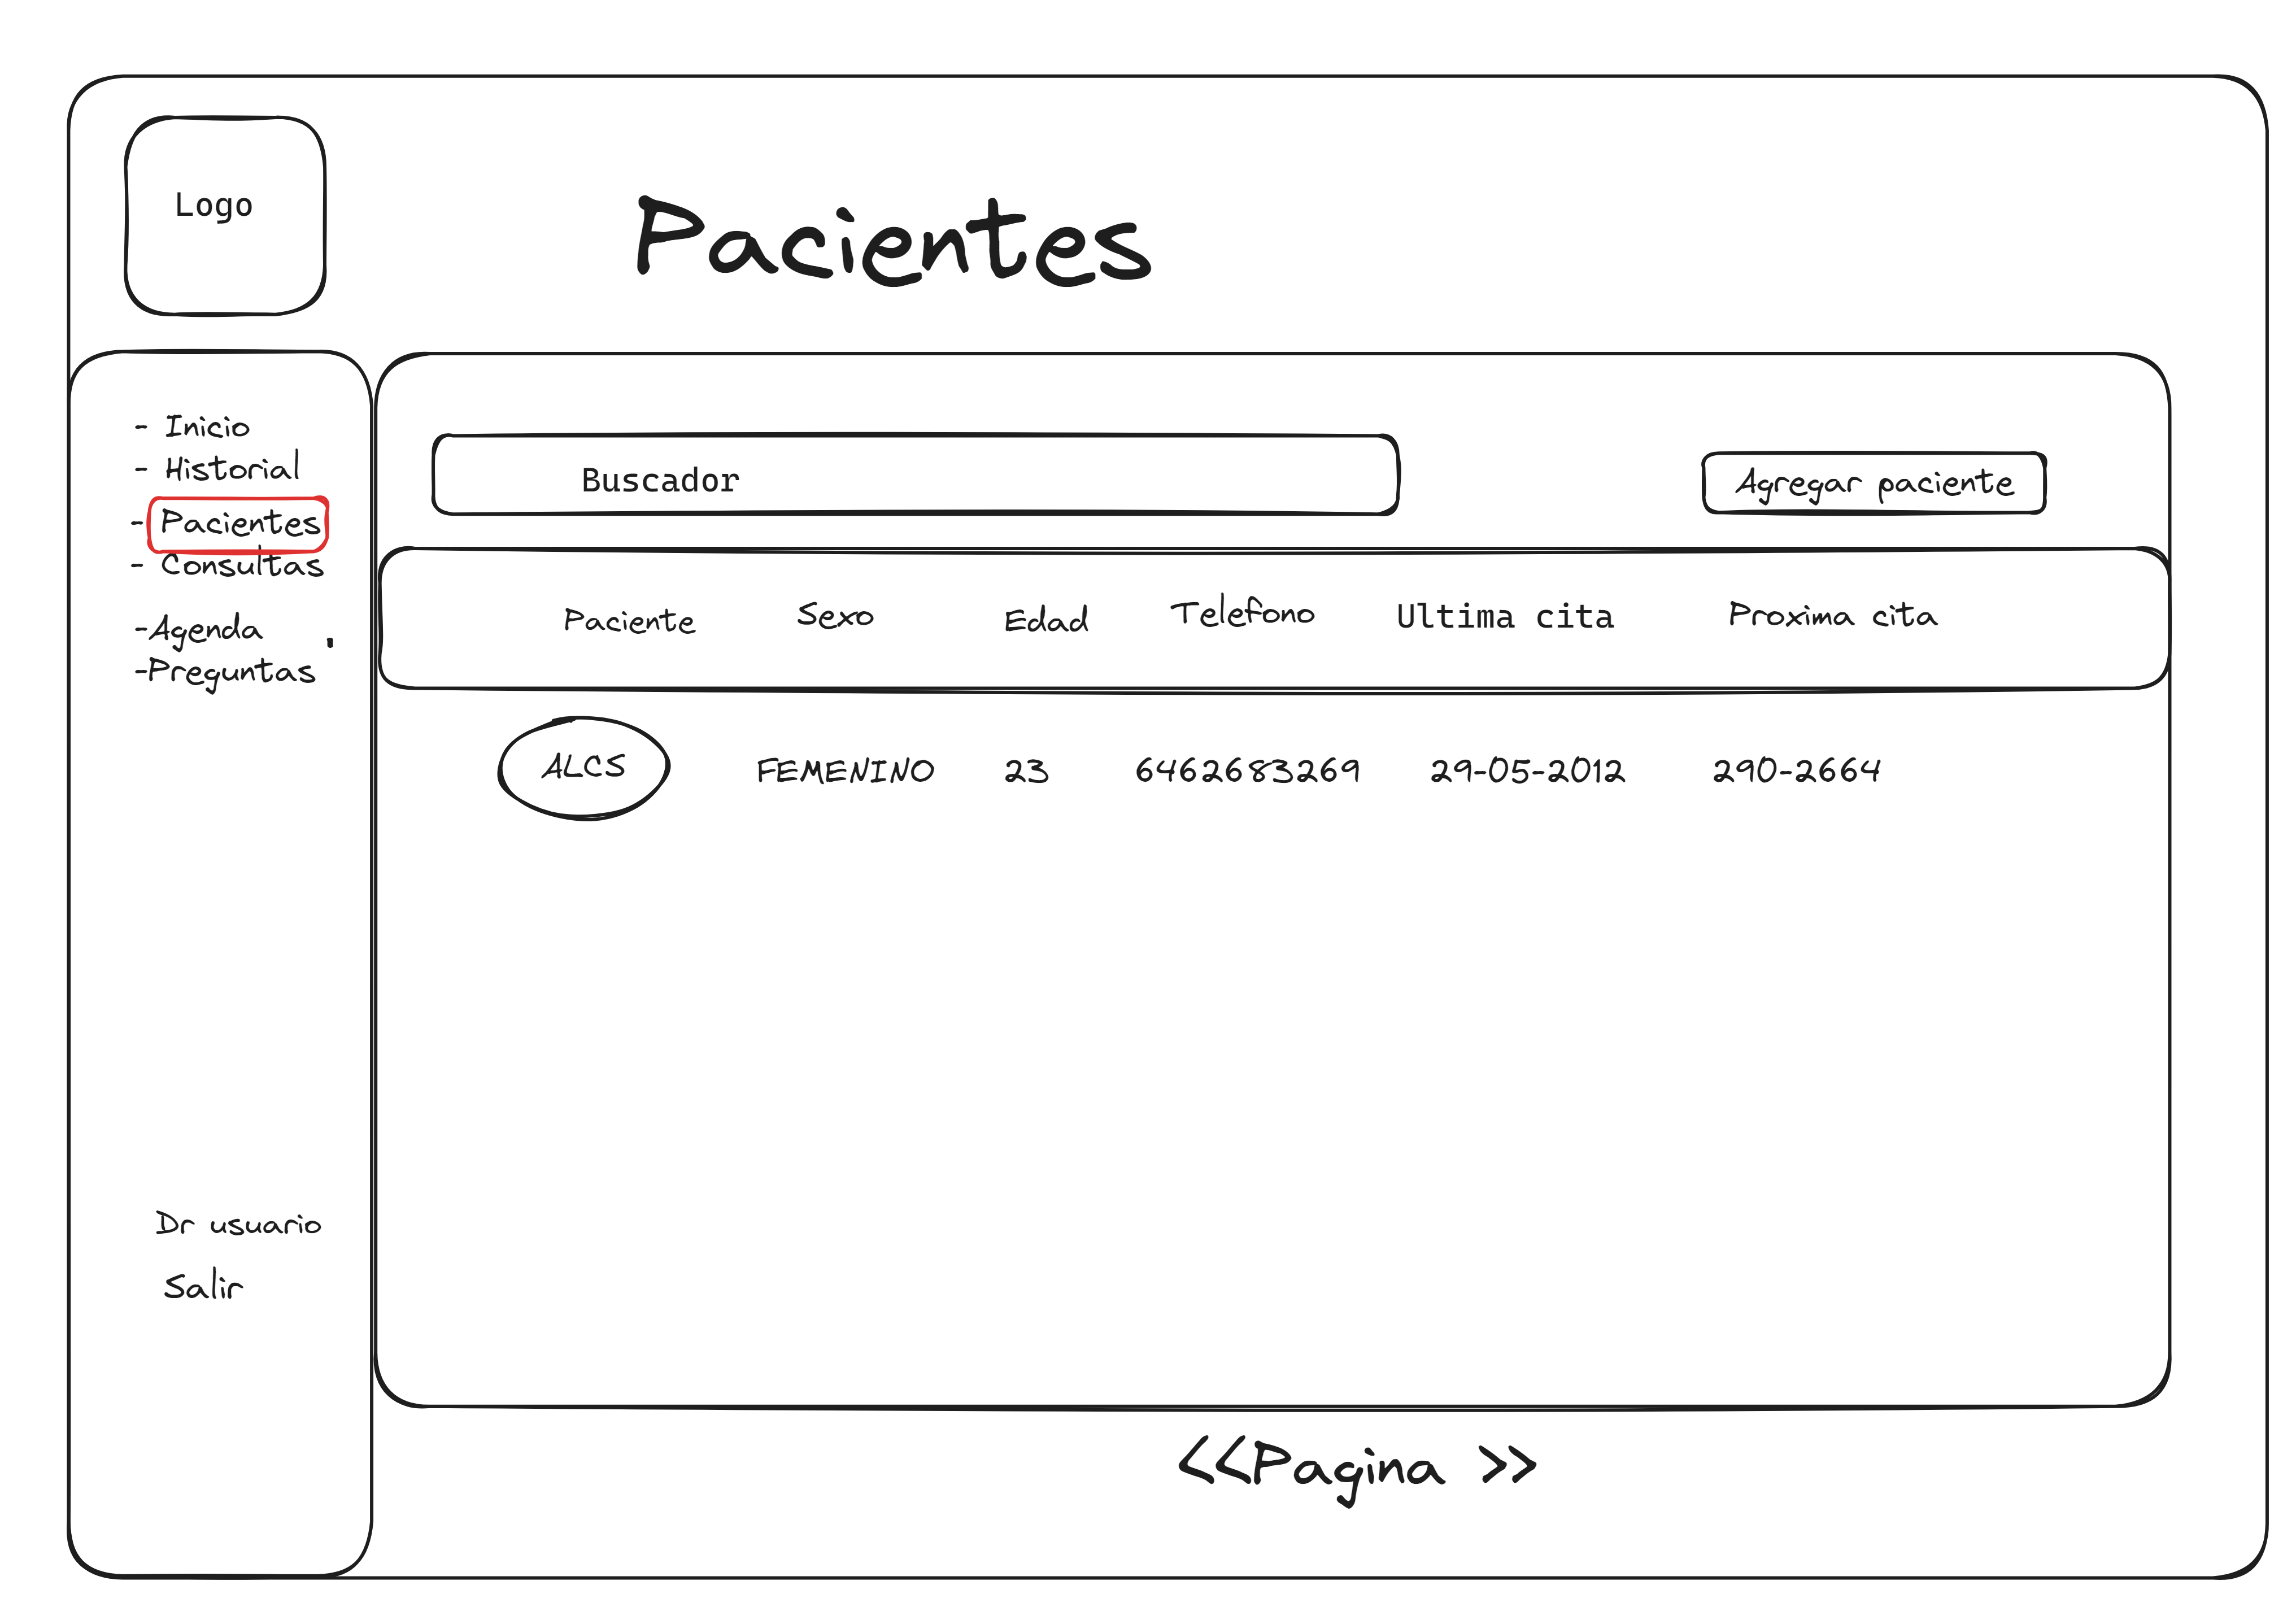 Logo
Pacientes
- Inicio
- Historial
- Pacientes
- Consultas
-Agenda
-Preguntas
Dr usuario
Salir
Buscador
Agregar paciente
Paciente Sexo Edad Telefono Ultima cita Proxima cita
ALCS FEMENINO 23 6462683269 29-05-2012 290-2664
<<Pagina >>